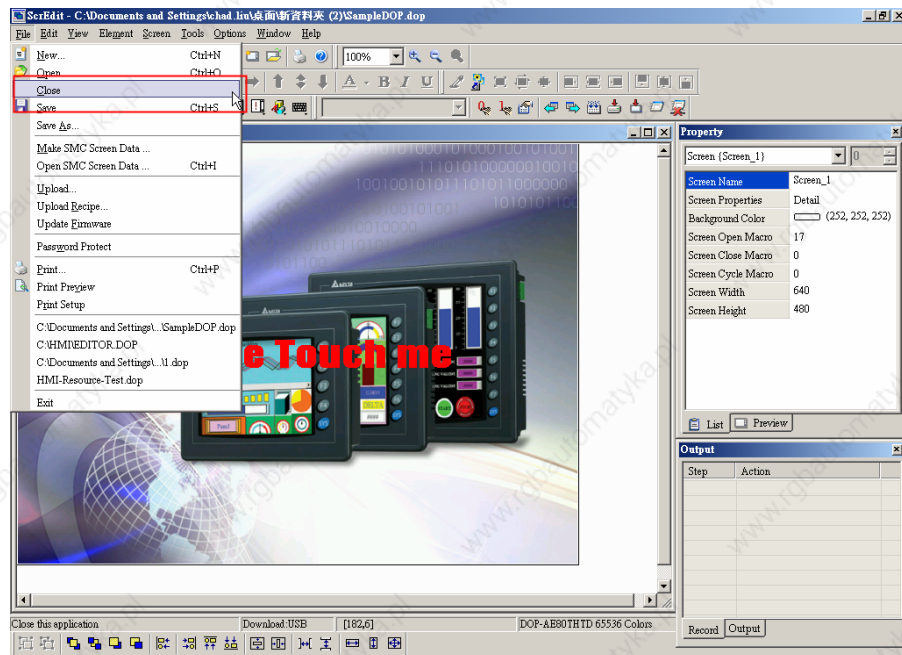 ScrEdit - C:\Documents and Settings\chad.liu\桌面\新資料夾 (2)\SampleDOP.dop
File Edit View Element Screen Tools Options Window Help
New... Ctrl+N
Open... Ctrl+O
Close
Save Ctrl+S
Save As...
Make SMC Screen Data ...
Open SMC Screen Data ... Ctrl+I
Upload...
Upload Recipe...
Update Firmware
Password Protect
Print... Ctrl+P
Print Preview
Print Setup
C:\Documents and Settings\...\SampleDOP.dop
C:\HMI\EDITOR.DOP
C:\Documents and Settings\...\1.dop
HMI-Resource-Test.dop
Exit
100%
A B I U
e Touch me
DELTA
DELTA
START
Property
Screen {Screen_1}
0
Screen Name Screen_1
Screen Properties Detail
Background Color (252, 252, 252)
Screen Open Macro 17
Screen Close Macro 0
Screen Cycle Macro 0
Screen Width 640
Screen Height 480
List Preview
Output
Step Action
Record Output
Close this application Download:USB [182,6] DOP-AE80THTD 65536 Colors
www.rgbautomatyka.pl